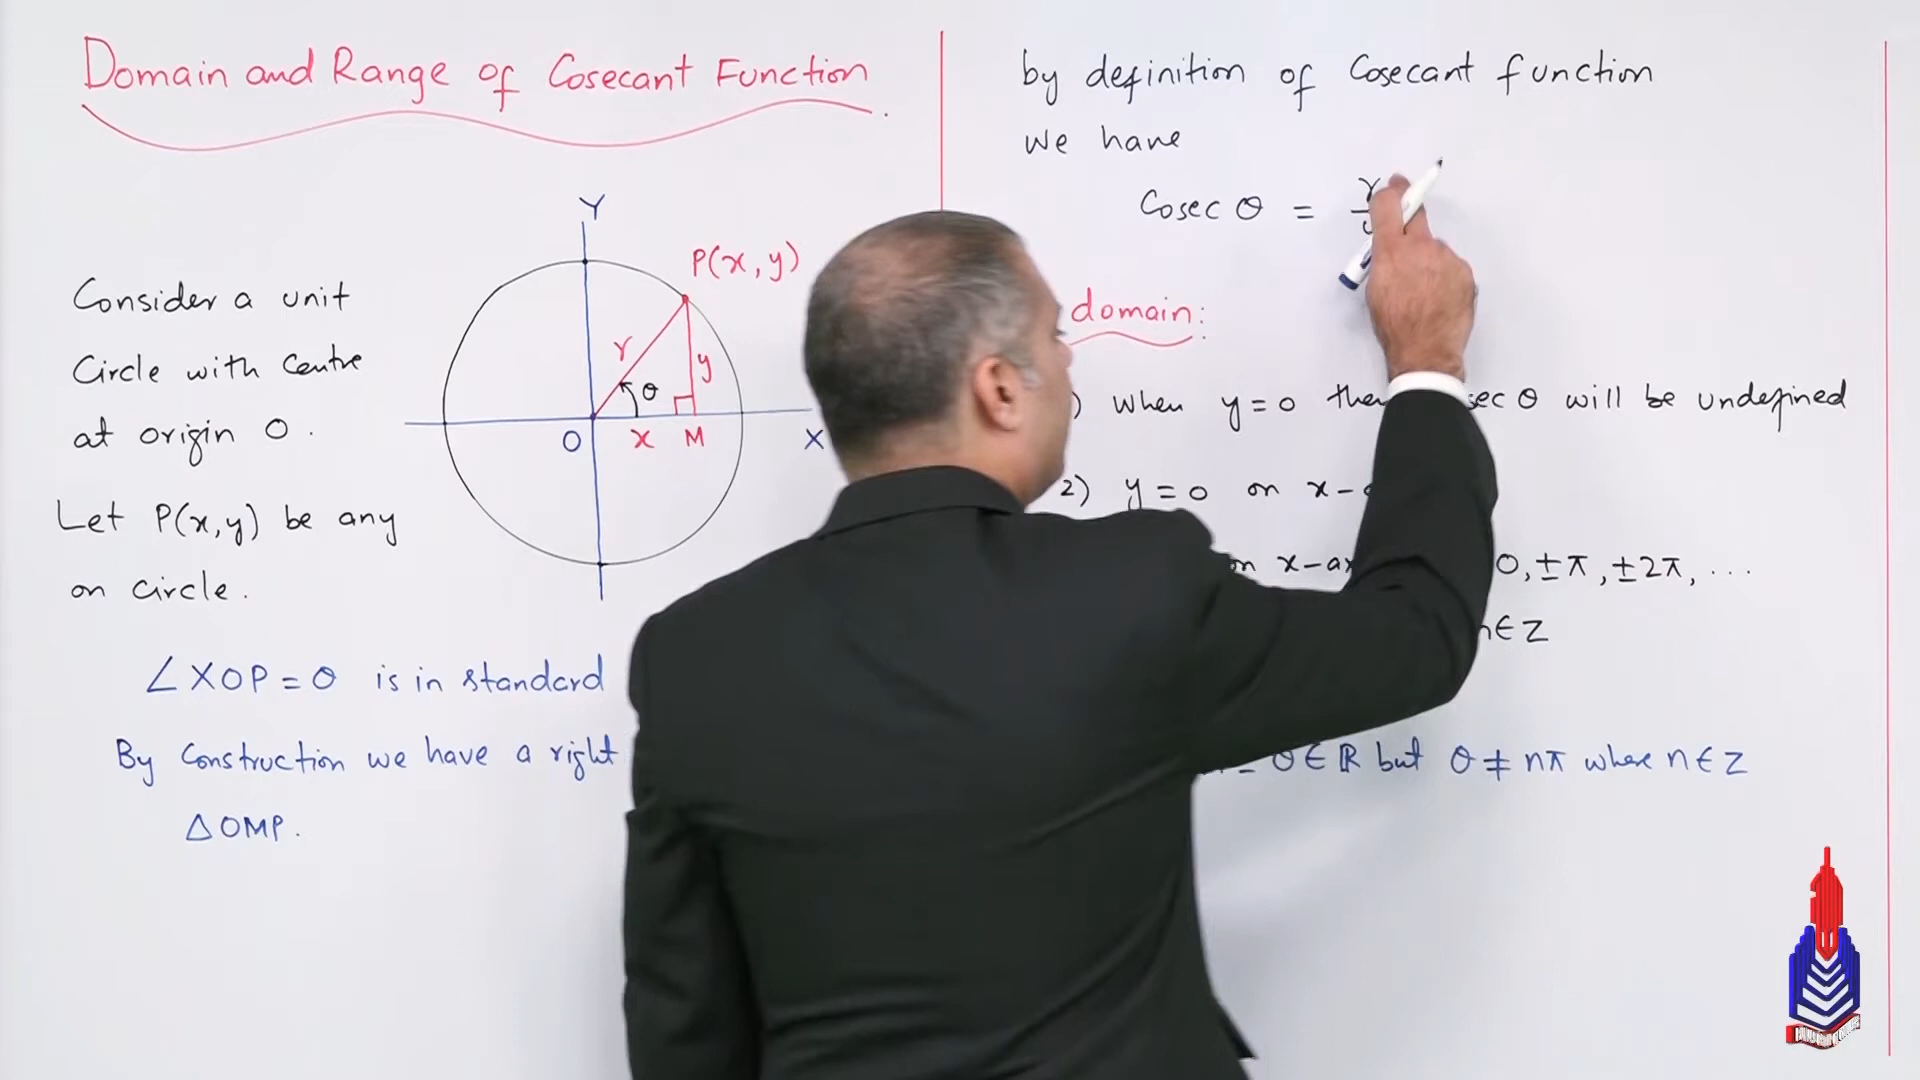 Domain and Range of Cosecant Function.
Consider a unit
Circle with Centre
at origin O.
Let P(x,y) be any
on circle.
Y
P(x,y)
r
y
θ
O
x
M
X
∠XOP = θ is in standard
By Construction we have a right
△OMP.
by definition of Cosecant function
we have
Cosec θ =
domain:
) when y=0 sec θ will be undefined
2) y=0 on x-
x-ax 0, ±π, ±2π, ...
n∈Z
θ∈ℝ but θ ≠ nπ where n∈Z